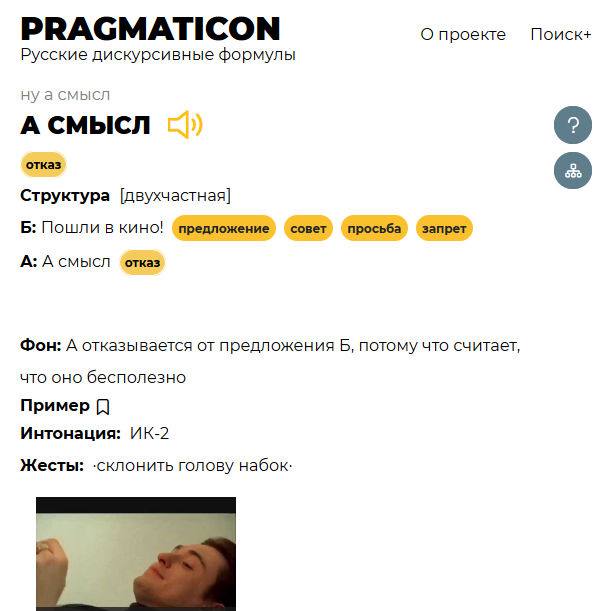 PRAGMATICON
Русские дискурсивные формулы
О проекте Поиск+
ну а смысл
А СМЫСЛ
?
отказ
Структура [двухчастная]
Б: Пошли в кино! предложение совет просьба запрет
А: А смысл отказ
Фон: А отказывается от предложения Б, потому что считает,
что оно бесполезно
Пример
Интонация: ИК-2
Жесты: ·склонить голову набок·